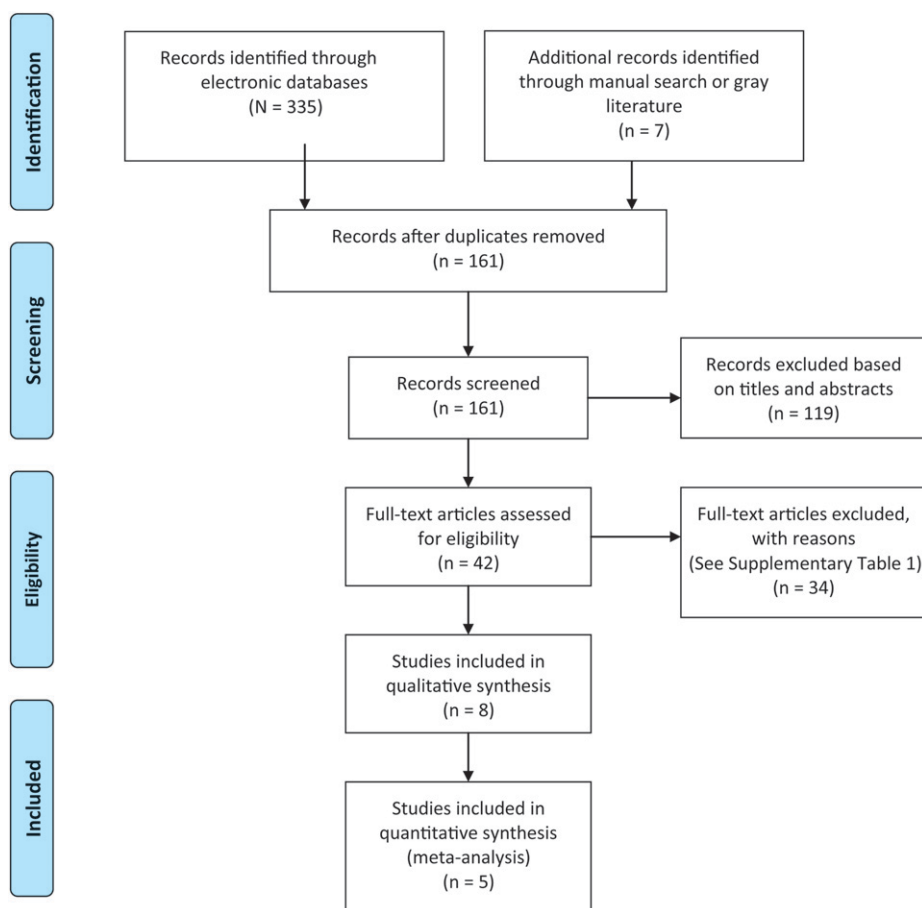 Identification
Records identified through
electronic databases
(N = 335)
Additional records identified
through manual search or gray
literature
(n = 7)
Records after duplicates removed
(n = 161)
Screening
Records screened
(n = 161)
Records excluded based
on titles and abstracts
(n = 119)
Eligibility
Full-text articles assessed
for eligibility
(n = 42)
Full-text articles excluded,
with reasons
(See Supplementary Table 1)
n = 34)
Studies included in
qualitative synthesis
(n = 8)
Included
Studies included in
quantitative synthesis
(meta-analysis)
(n = 5)